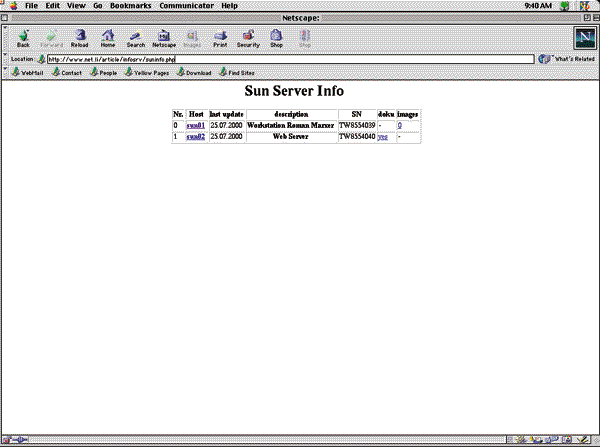 File Edit View Go Bookmarks Communicator Help 9:40 AM
Netscape:
Back Forward Reload Home Search Netscape Images Print Security Shop Stop
Location: http://www.net.li/article/infosrv/suninfo.php What's Related
WebMail Contact People Yellow Pages Download Find Sites
Sun Server Info
Nr. Host last update description SN doku images
0 sun01 25.07.2000 Workstation Roman Marxer TW8554039 - 0
1 sun02 25.07.2000 Web Server TW8554040 yes -